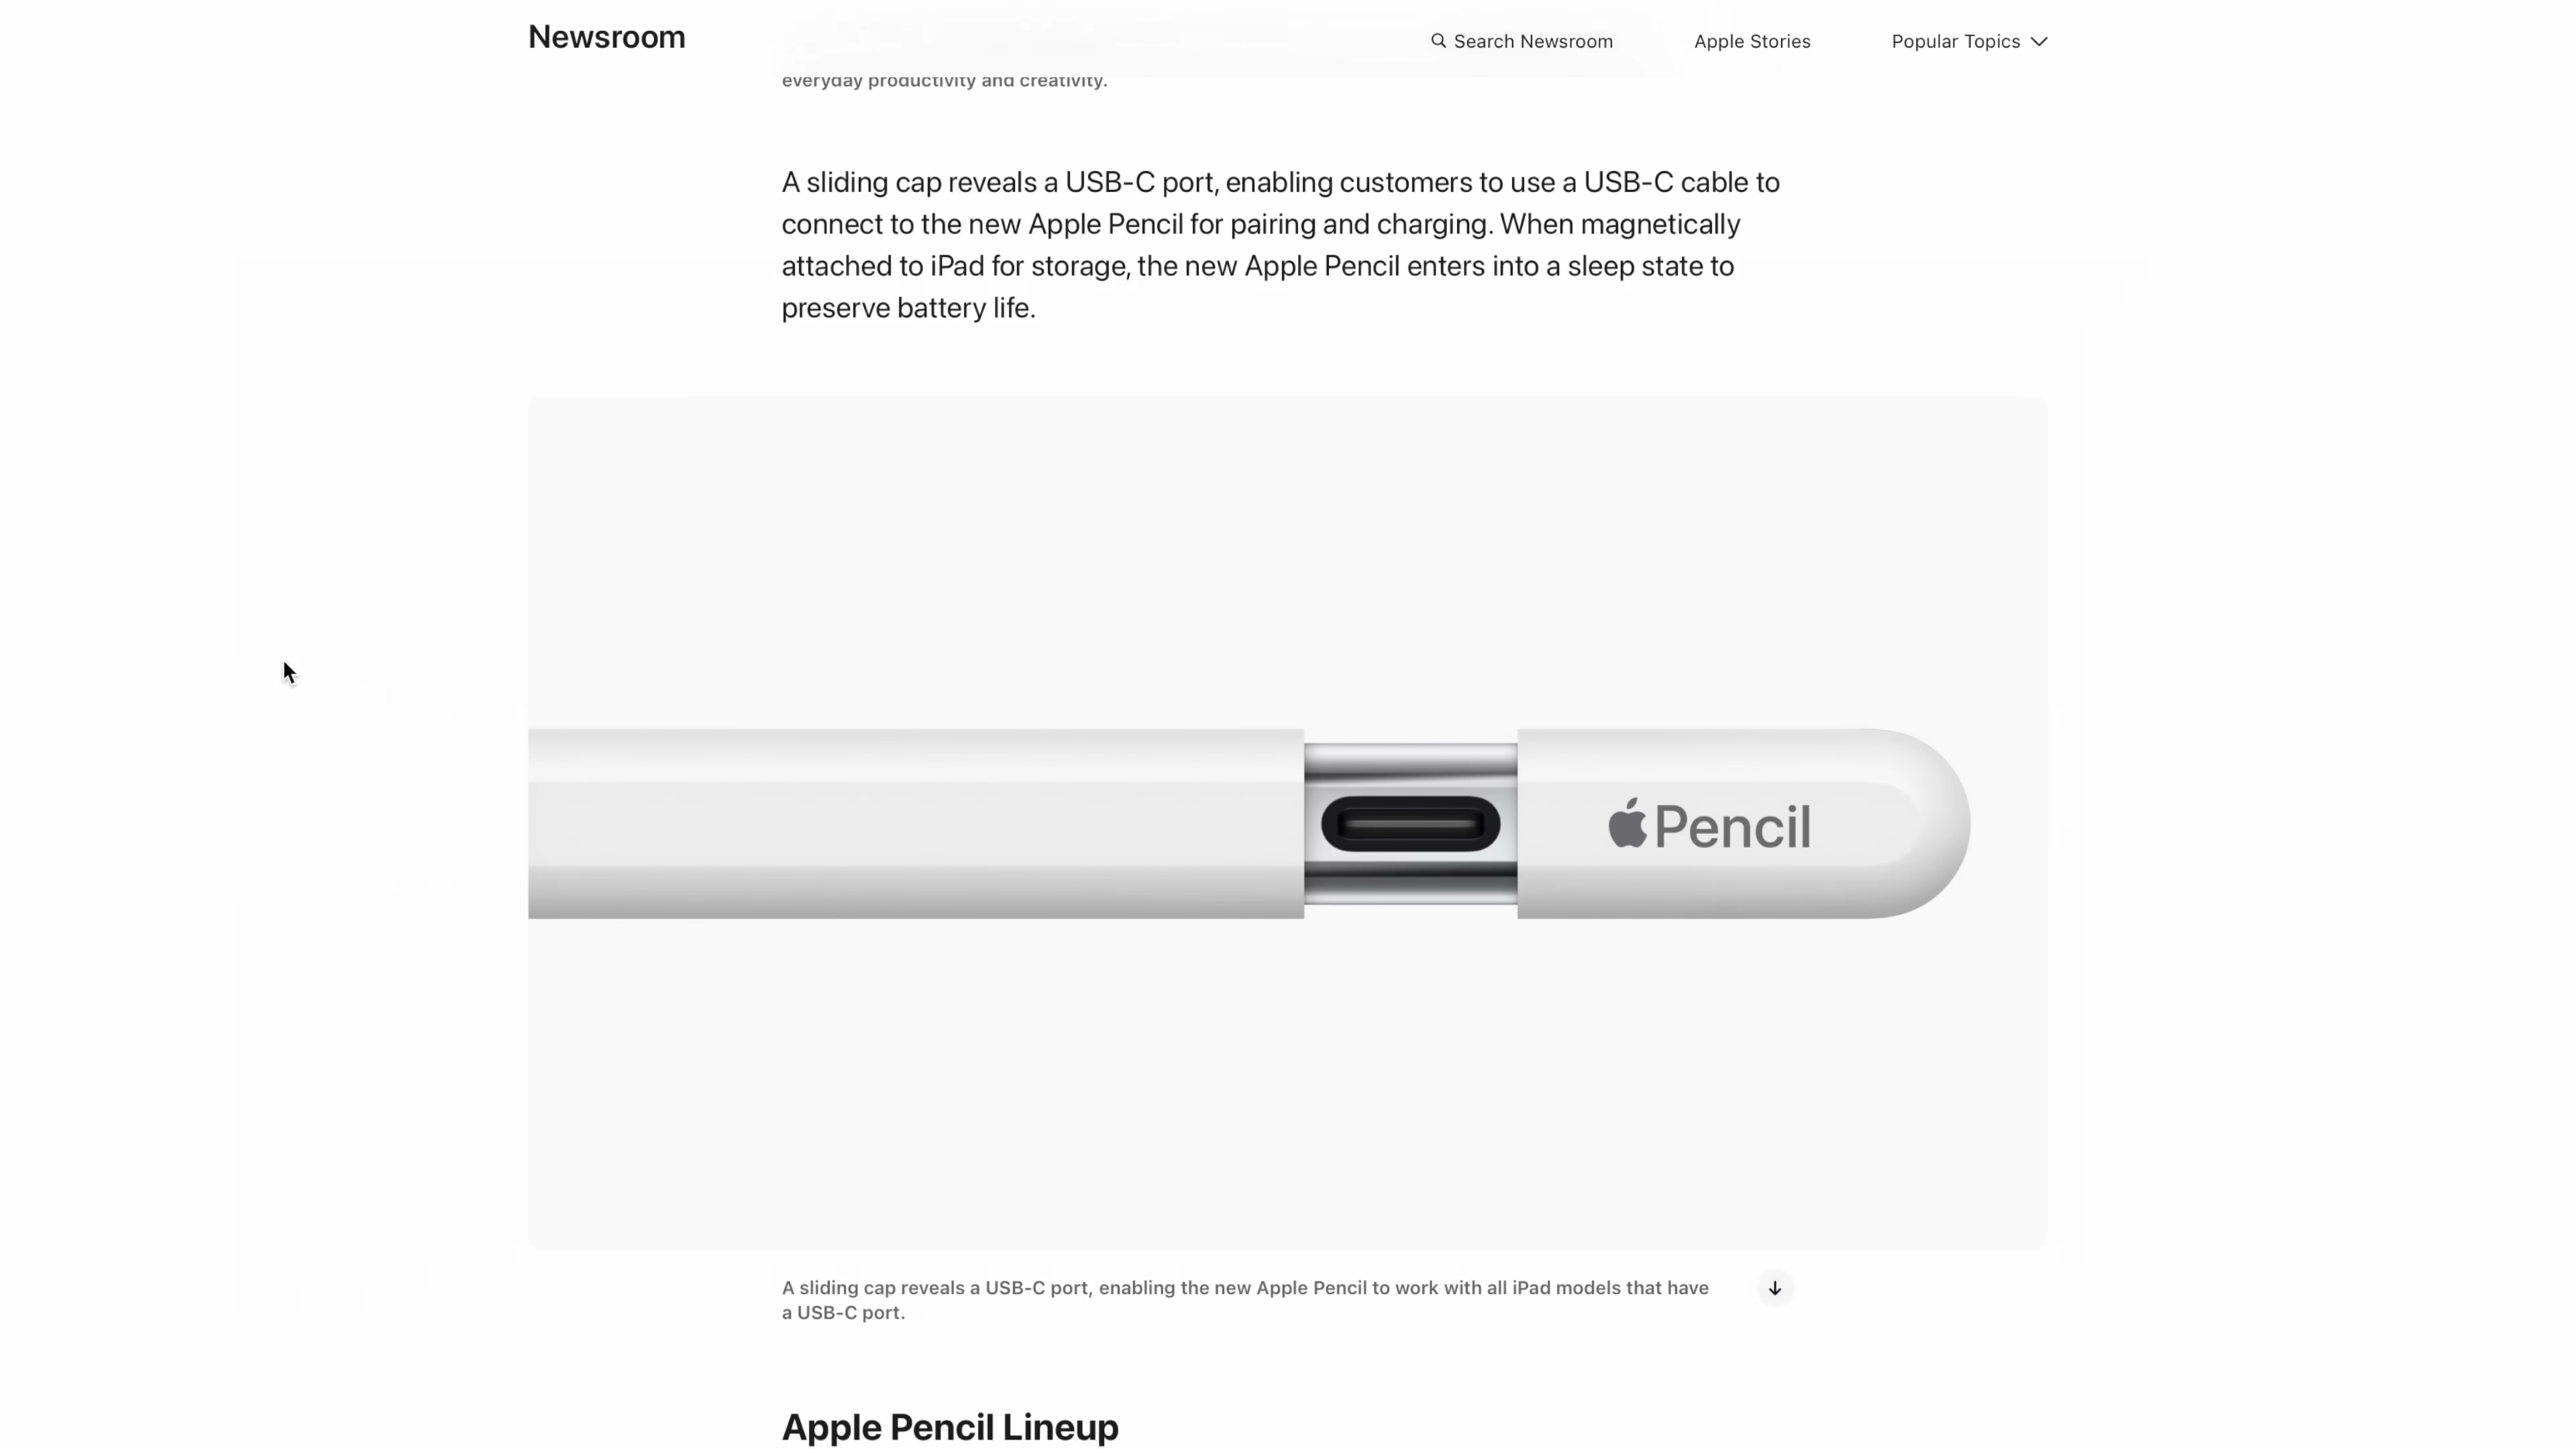 Newsroom
Search Newsroom
Apple Stories
Popular Topics
everyday productivity and creativity.
A sliding cap reveals a USB-C port, enabling customers to use a USB-C cable to
connect to the new Apple Pencil for pairing and charging. When magnetically
attached to iPad for storage, the new Apple Pencil enters into a sleep state to
preserve battery life.
Pencil
A sliding cap reveals a USB-C port, enabling the new Apple Pencil to work with all iPad models that have
a USB-C port.
Apple Pencil Lineup